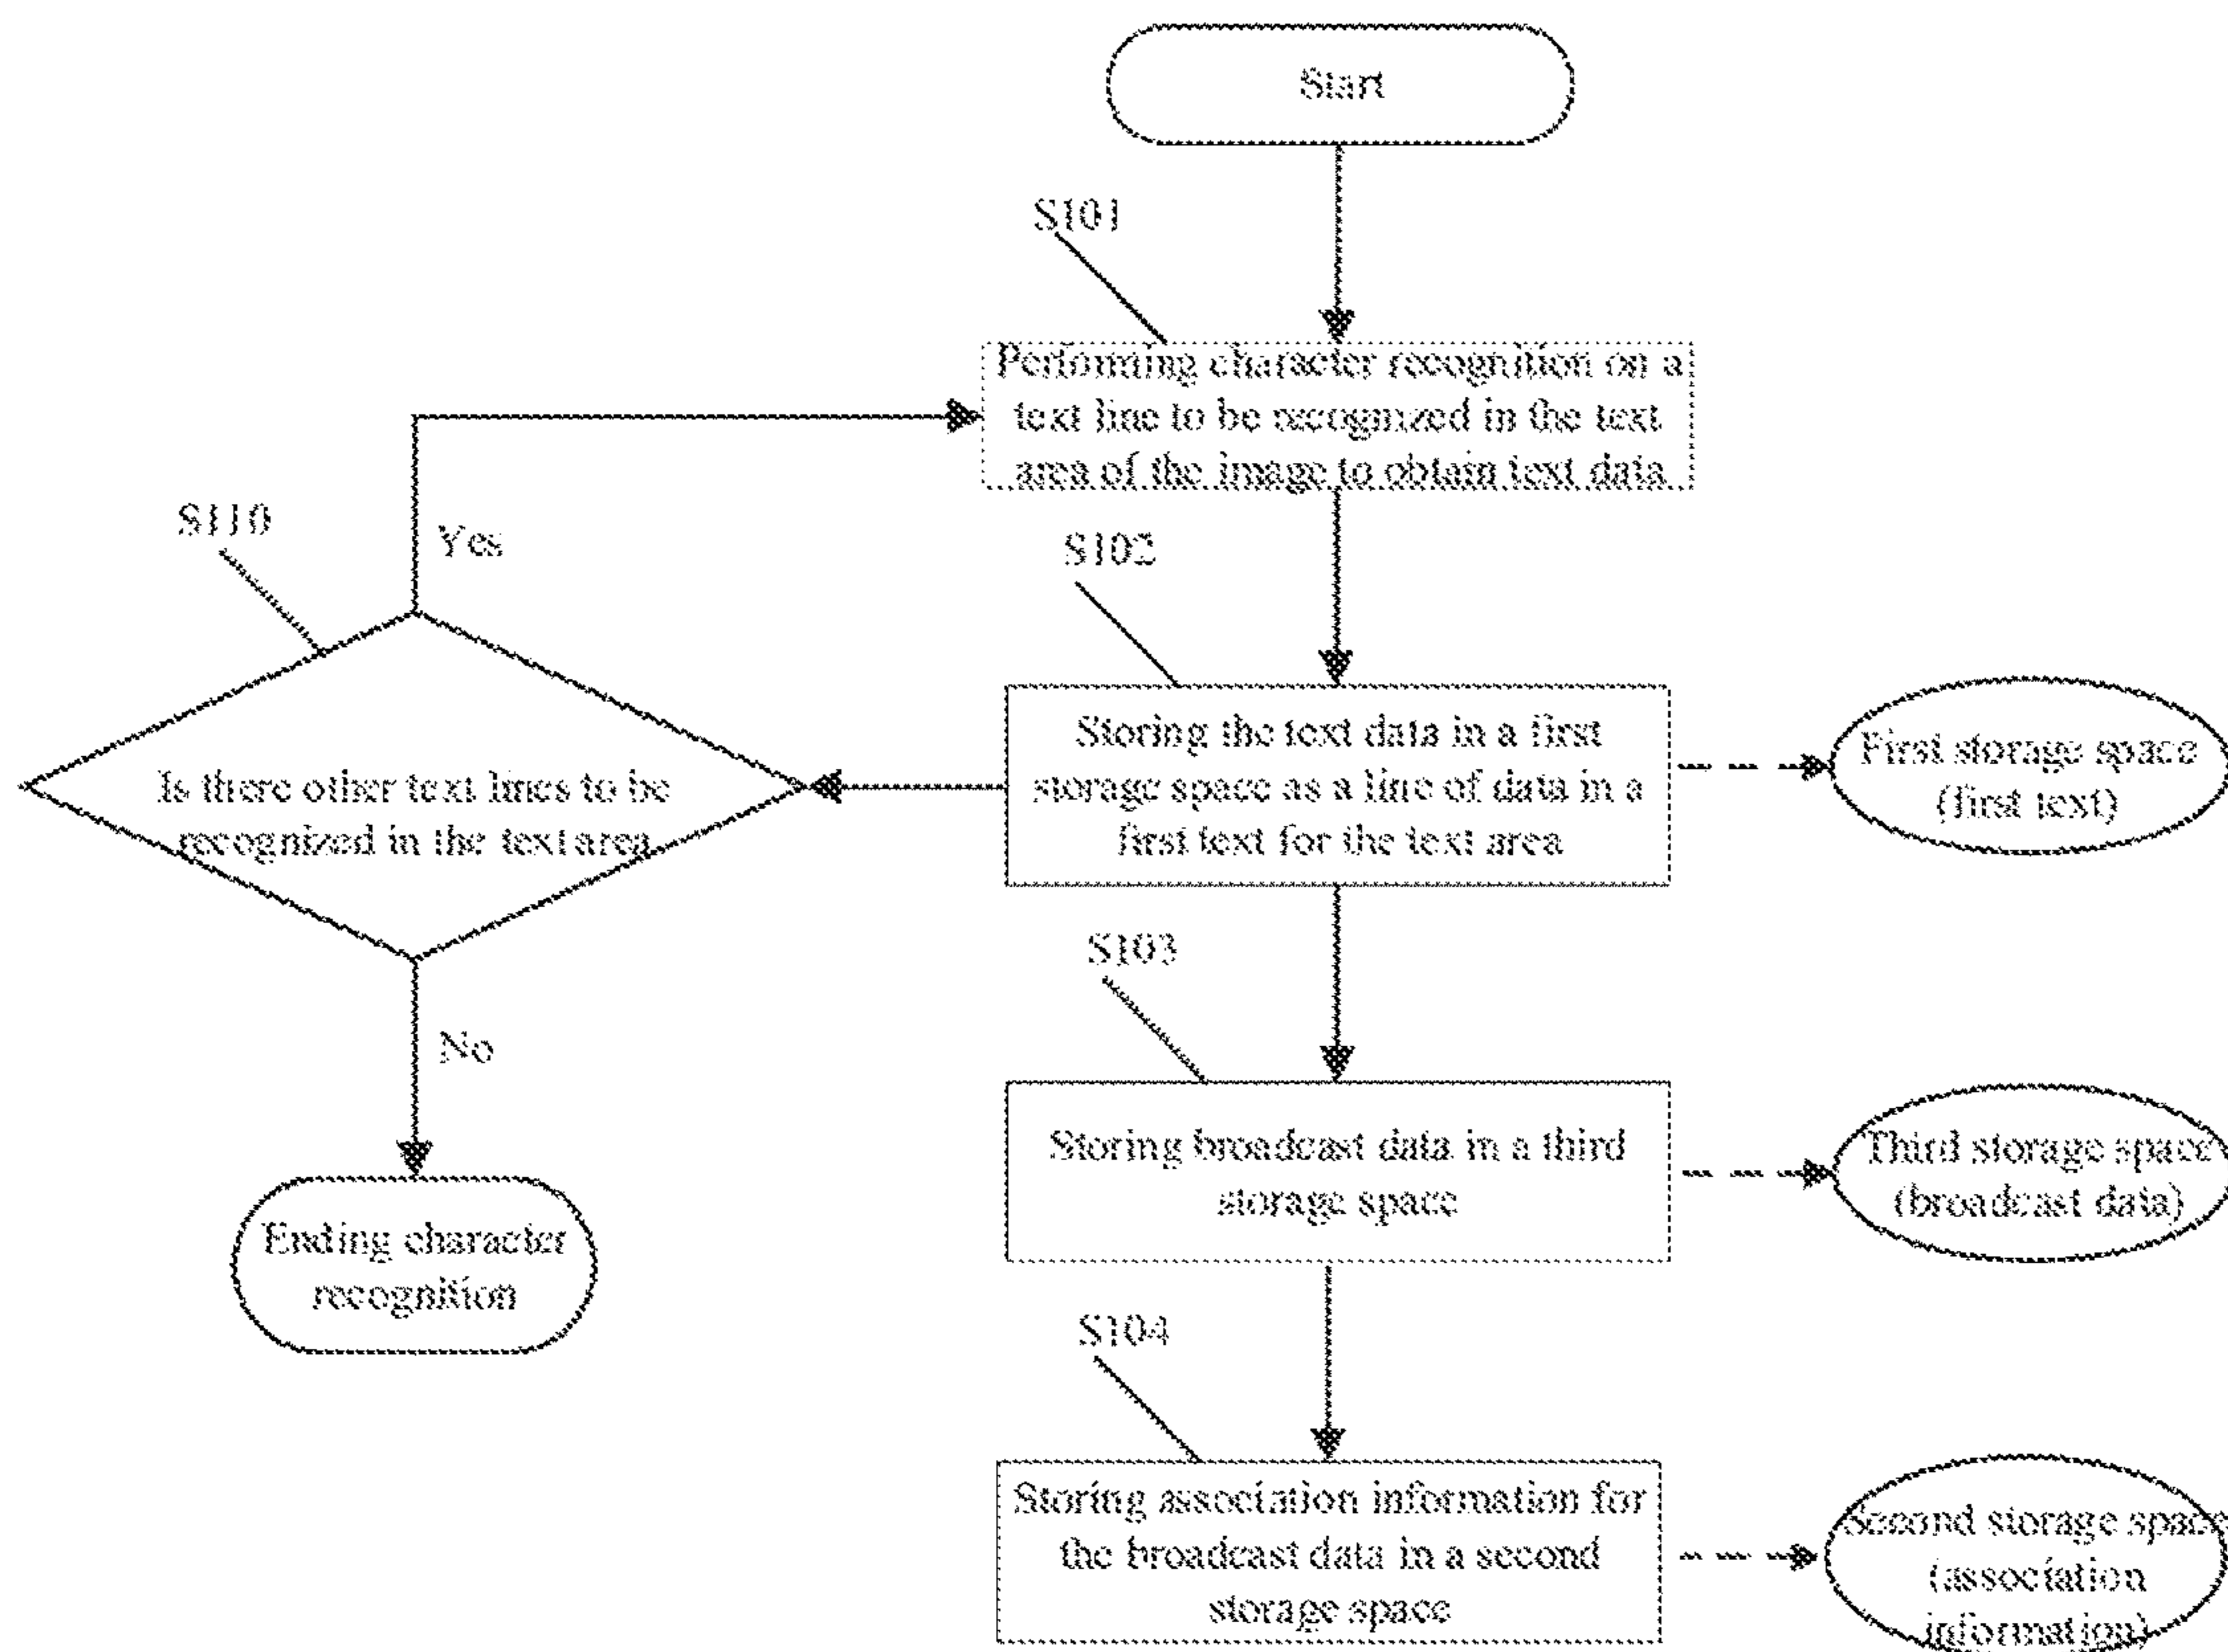 Start
S101
Performing character recognition on a
text line to be recognized in the text
area of the image to obtain text data
S110
Yes
S102
Is there other text lines to be
recognized in the text area
Storing the text data in a first
storage space as a line of data in a
first text for the text area
First storage space
(first text)
S103
No
Storing broadcast data in a third
storage space
Third storage space
(broadcast data)
Ending character
recognition
S104
Storing association information for
the broadcast data in a second
storage space
Second storage space
(association
information)